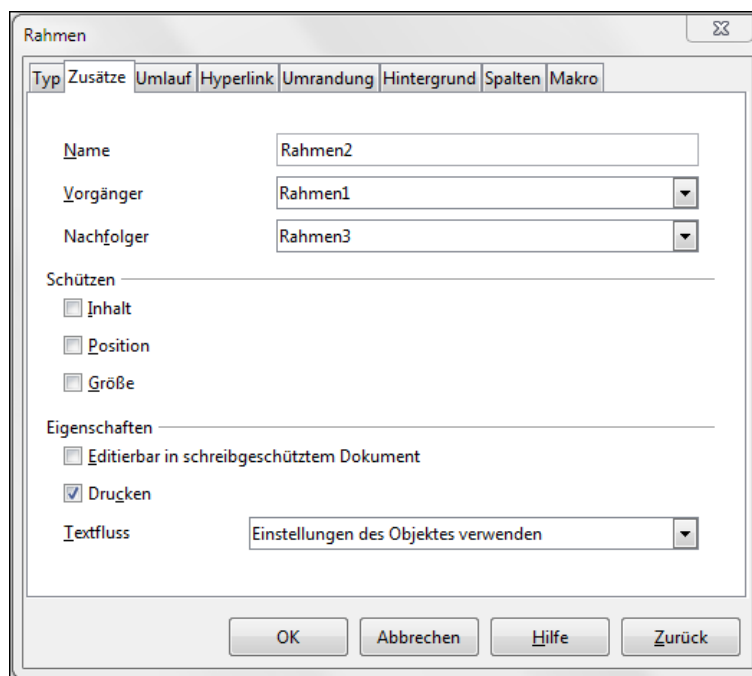 Rahmen
Typ Zusätze Umlauf Hyperlink Umrandung Hintergrund Spalten Makro
Name Rahmen2
Vorgänger Rahmen1
Nachfolger Rahmen3
Schützen
Inhalt
Position
Größe
Eigenschaften
Editierbar in schreibgeschütztem Dokument
Drucken
Textfluss Einstellungen des Objektes verwenden
OK Abbrechen Hilfe Zurück